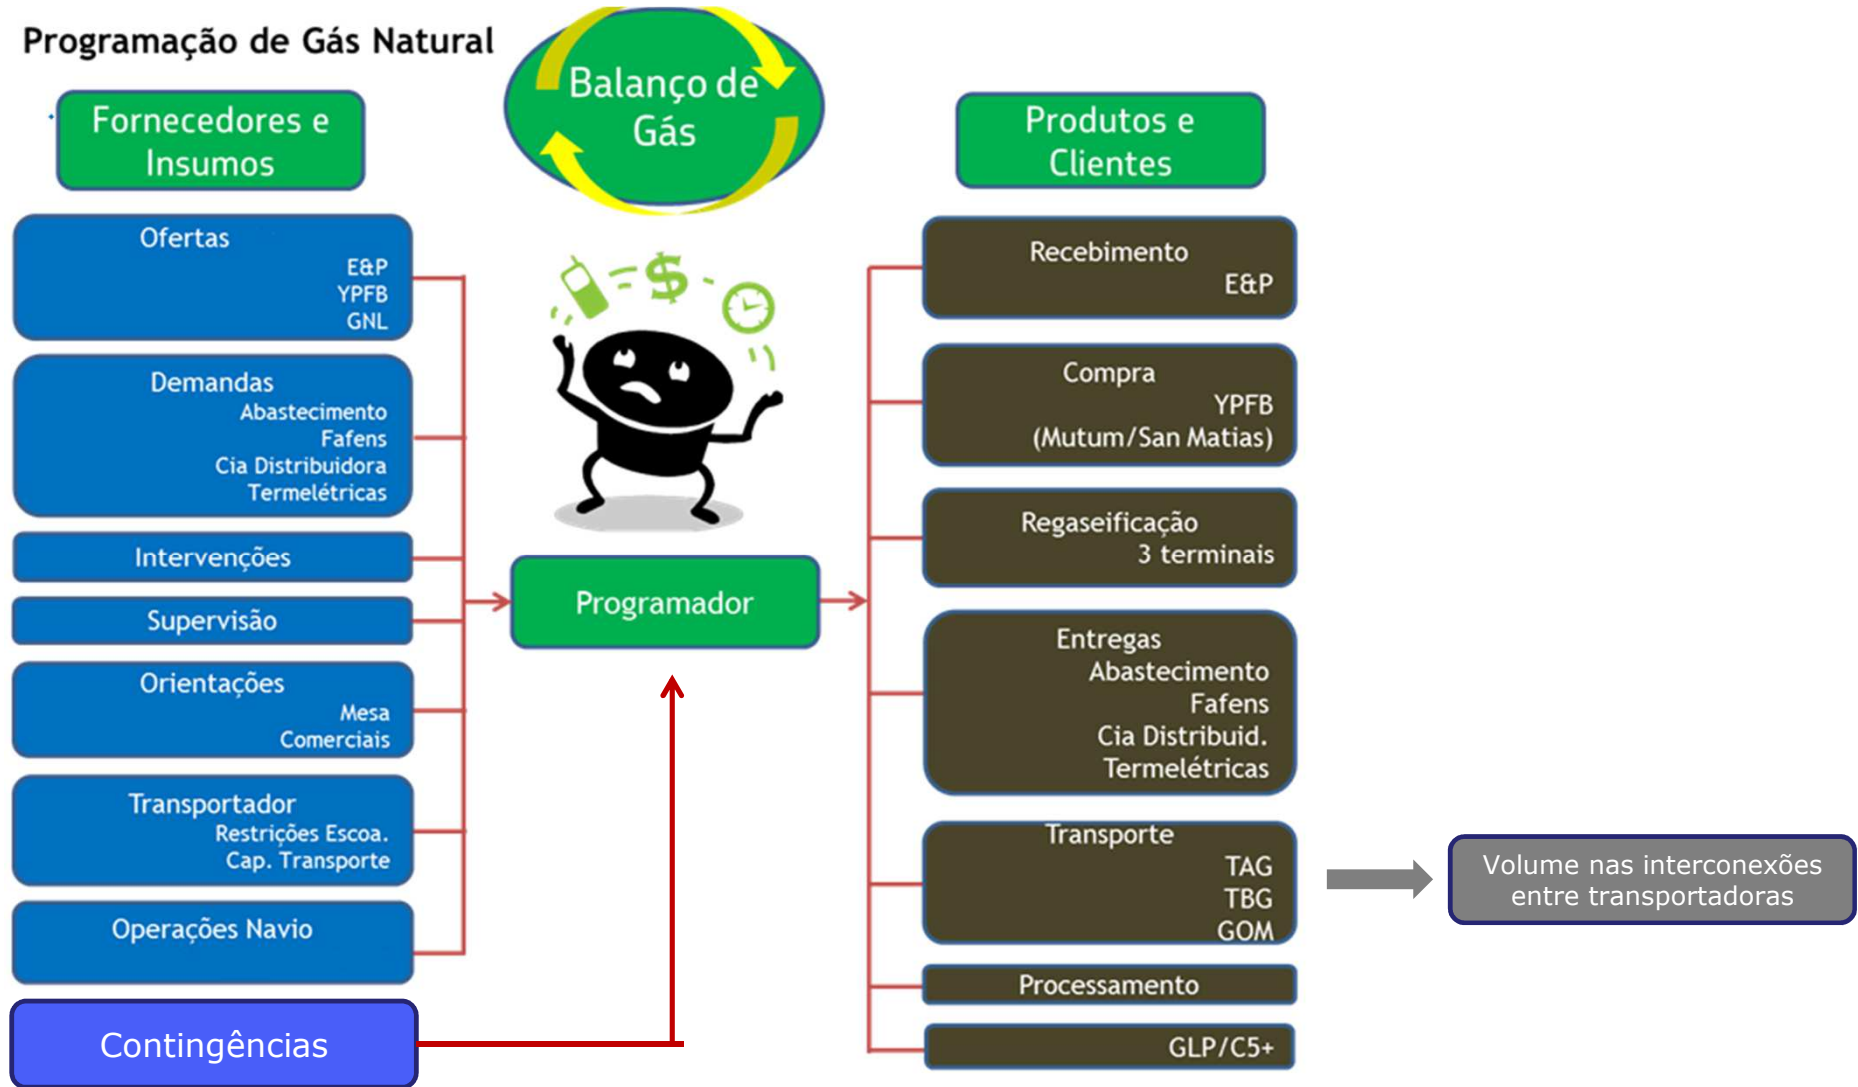 Programação de Gás Natural
Balanço de
Gás
Fornecedores e
Insumos
Produtos e
Clientes
Ofertas
E&P
YPFB
GNL
Demandas
Abastecimento
Fafens
Cia Distribuidora
Termelétricas
Intervenções
Supervisão
Orientações
Mesa
Comerciais
Transportador
Restrições Escoa.
Cap. Transporte
Operações Navio
Contingências
$
Programador
Recebimento
E&P
Compra
YPFB
(Mutum/San Matias)
Regaseificação
3 terminais
Entregas
Abastecimento
Fafens
Cia Distribuid.
Termelétricas
Transporte
TAG
TBG
GOM
Processamento
GLP/C5+
Volume nas interconexões
entre transportadoras